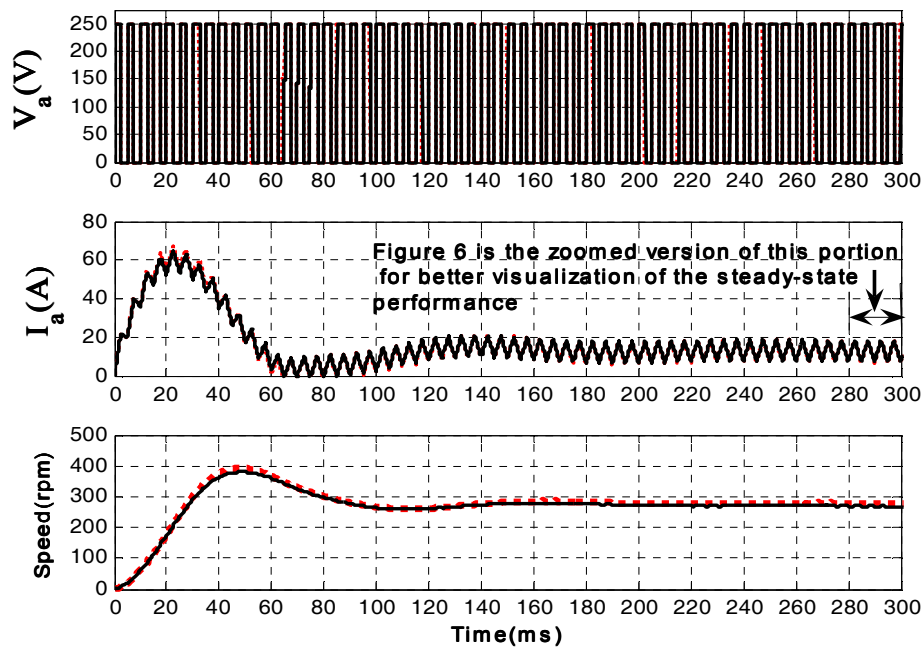 250
200
150
100
50
0
V_a(V)
0 20 40 60 80 100 120 140 160 180 200 220 240 260 280 300
80
60
40
20
0
I_a(A)
Figure 6 is the zoomed version of this portion
for better visualization of the steady-state
performance
0 20 40 60 80 100 120 140 160 180 200 220 240 260 280 300
500
400
300
200
100
0
Speed(rpm)
0 20 40 60 80 100 120 140 160 180 200 220 240 260 280 300
Time(ms)